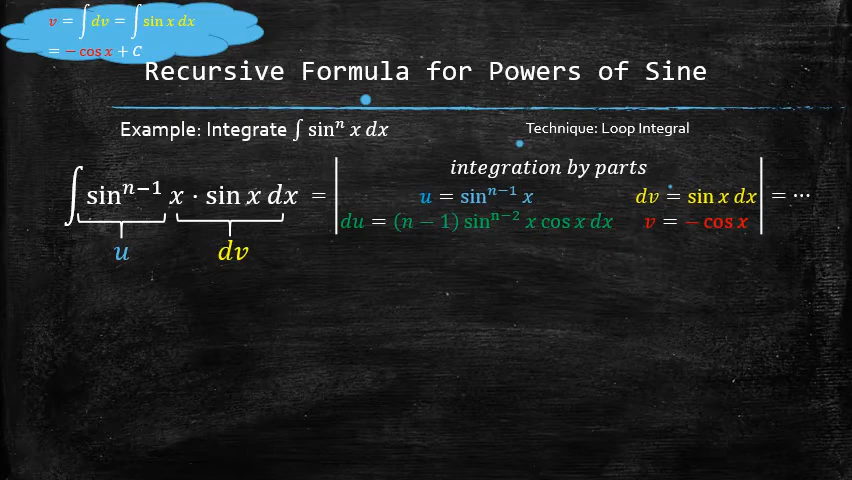 v = ∫ dv = ∫ sin x dx
= − cos x + C
Recursive Formula for Powers of Sine
Example: Integrate ∫ sinⁿ x dx
Technique: Loop Integral
∫ sinⁿ⁻¹ x · sin x dx = | integration by parts
u = sinⁿ⁻¹ x dv = sin x dx
du = (n − 1) sinⁿ⁻² x cos x dx v = − cos x | = ⋯
u dv